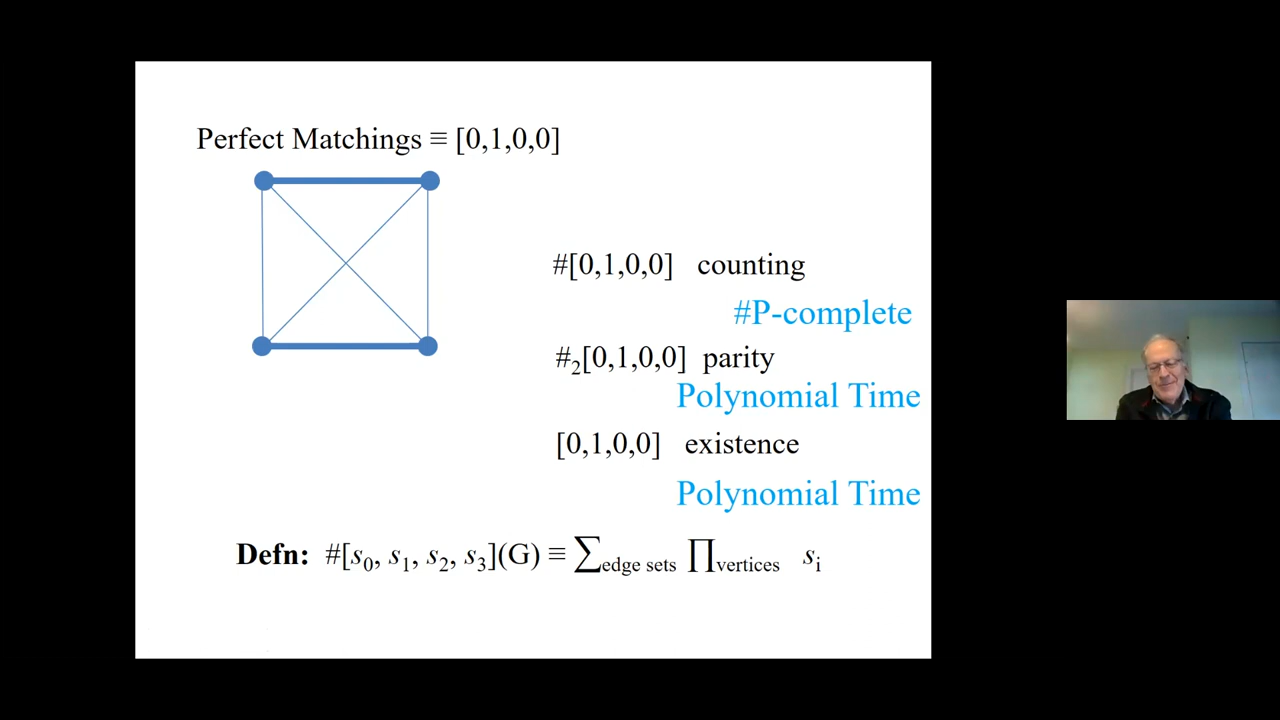 Perfect Matchings ≡ [0,1,0,0]
#[0,1,0,0] counting
#P-complete
#₂[0,1,0,0] parity
Polynomial Time
[0,1,0,0] existence
Polynomial Time
Defn: #[s₀, s₁, s₂, s₃](G) ≡ ∑edge sets ∏vertices sᵢ